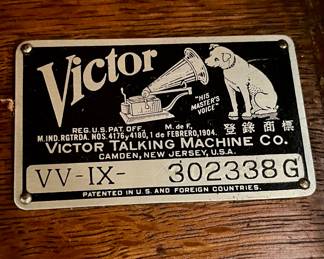 Victor
"HIS
MASTER'S
VOICE"
REG. U.S. PAT. OFF. M. de F.
M. IND. RGTRDA. NOS. 4176-4180, 1 de FEBRERO, 1904.
登錄商標
VICTOR TALKING MACHINE CO.
CAMDEN, NEW JERSEY, U.S.A.
VV-IX- 302338 G
PATENTED IN U.S. AND FOREIGN COUNTRIES.